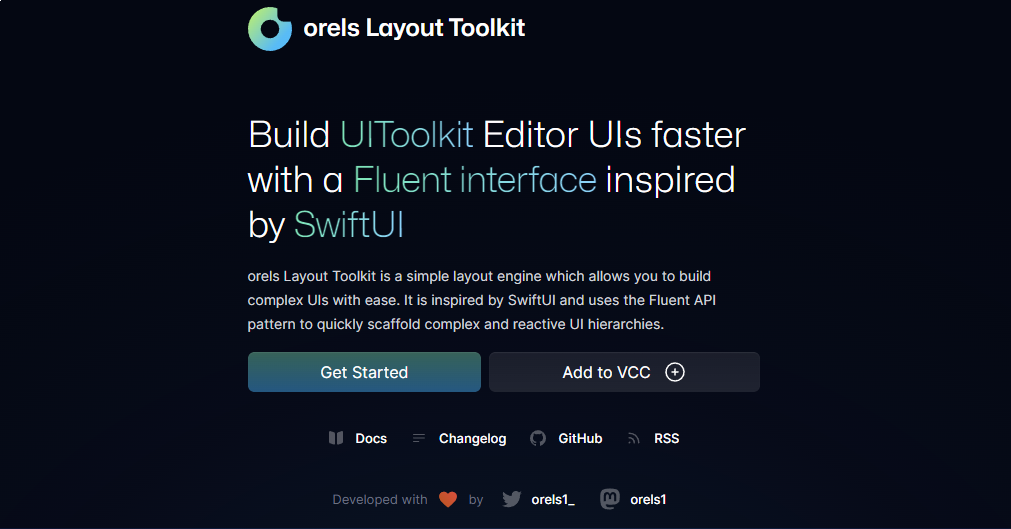 orels Layout Toolkit
Build UIToolkit Editor UIs faster
with a Fluent interface inspired
by SwiftUI
orels Layout Toolkit is a simple layout engine which allows you to build
complex UIs with ease. It is inspired by SwiftUI and uses the Fluent API
pattern to quickly scaffold complex and reactive UI hierarchies.
Get Started
Add to VCC
Docs
Changelog
GitHub
RSS
Developed with by orels1_ orels1